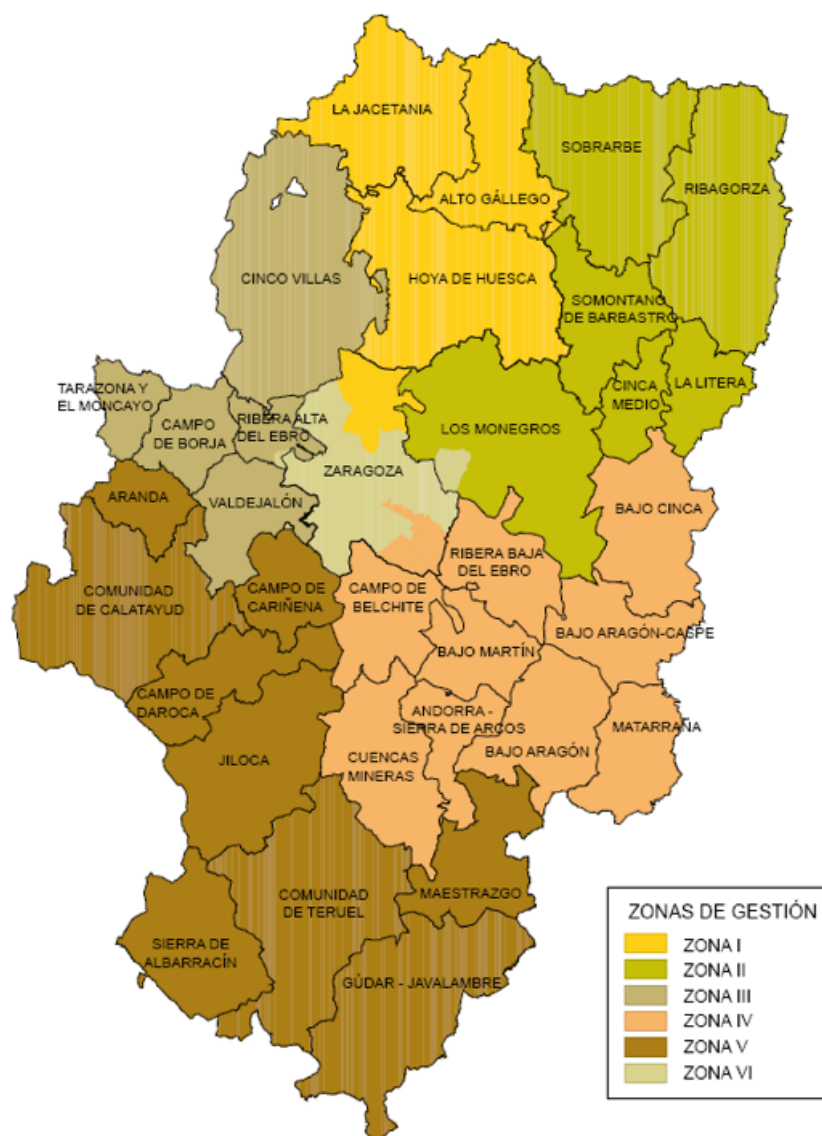 LA JACETANIA
SOBRARBE
RIBAGORZA
ALTO GÁLLEGO
CINCO VILLAS
HOYA DE HUESCA
SOMONTANO
DE BARBASTRO
TARAZONA Y
EL MONCAYO
CAMPO
DE BORJA
RIBERA ALTA
DEL EBRO
CINCA
MEDIO
LA LITERA
LOS MONEGROS
ZARAGOZA
ARANDA
VALDEJALÓN
BAJO CINCA
COMUNIDAD
DE CALATAYUD
CAMPO DE
CARIÑENA
CAMPO DE
BELCHITE
RIBERA BAJA
DEL EBRO
BAJO ARAGÓN-CASPE
BAJO MARTÍN
CAMPO DE
DAROCA
ANDORRA -
SIERRA DE ARCOS
MATARRAÑA
JILOCA
CUENCAS
MINERAS
BAJO ARAGÓN
COMUNIDAD
DE TERUEL
MAESTRAZGO
SIERRA DE
ALBARRACÍN
GÚDAR - JAVALAMBRE
ZONAS DE GESTIÓN
ZONA I
ZONA II
ZONA III
ZONA IV
ZONA V
ZONA VI